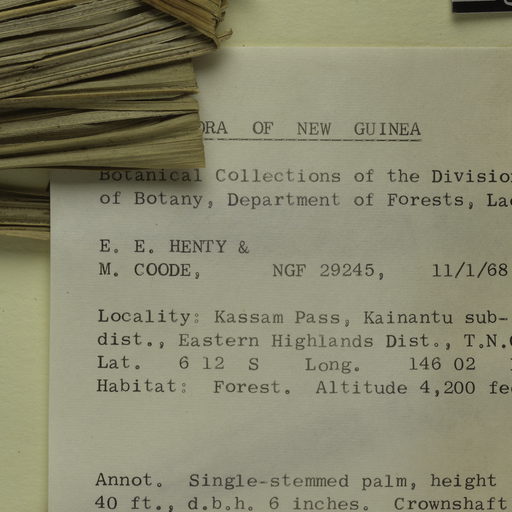 ORA OF NEW GUINEA
Botanical Collections of the Divisio
of Botany, Department of Forests, La
E. E. HENTY &
M. COODE, NGF 29245, 11/1/68
Locality: Kassam Pass, Kainantu sub-
dist., Eastern Highlands Dist., T.N.
Lat. 6 12 S Long. 146 02
Habitat: Forest. Altitude 4,200 fe
Annot. Single-stemmed palm, height
40 ft., d.b.h. 6 inches. Crownshaft